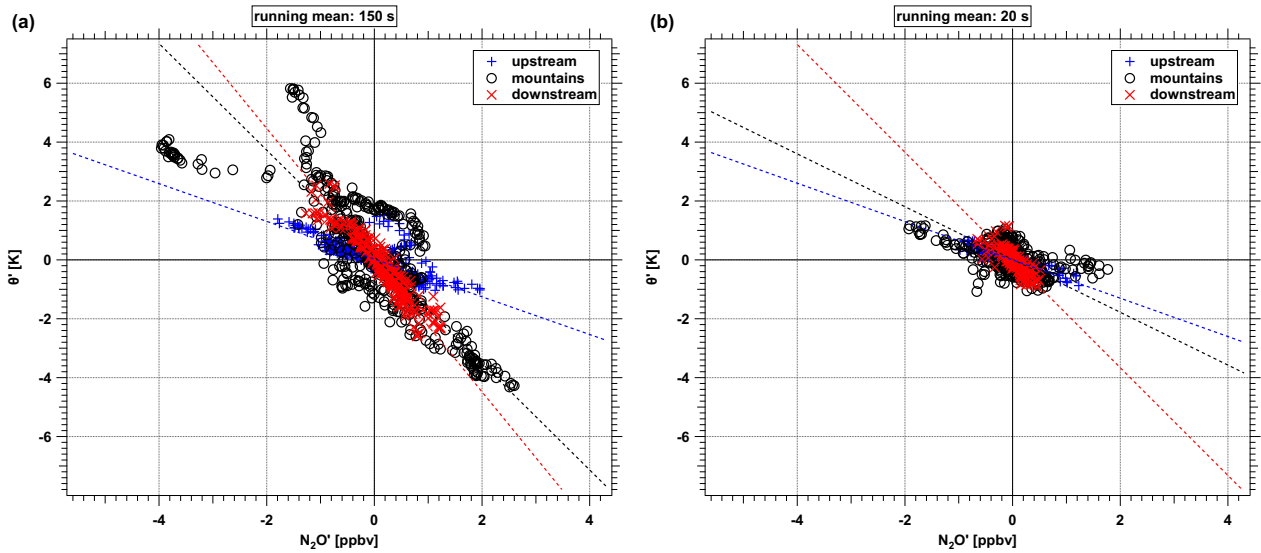 (a)
running mean: 150 s
upstream
mountains
downstream
θ' [K]
6
4
2
0
-2
-4
-6
-4
-2
0
2
4
N₂O' [ppbv]
(b)
running mean: 20 s
upstream
mountains
downstream
θ' [K]
6
4
2
0
-2
-4
-6
-4
-2
0
2
4
N₂O' [ppbv]